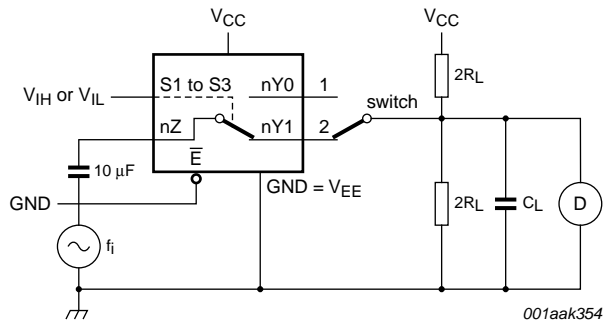 VCC
VCC
S1 to S3
nY0
1
2RL
VIH or VIL
switch
nZ
nY1
2
E
10 µF
GND = VEE
GND
2RL
CL
D
fi
001aak354